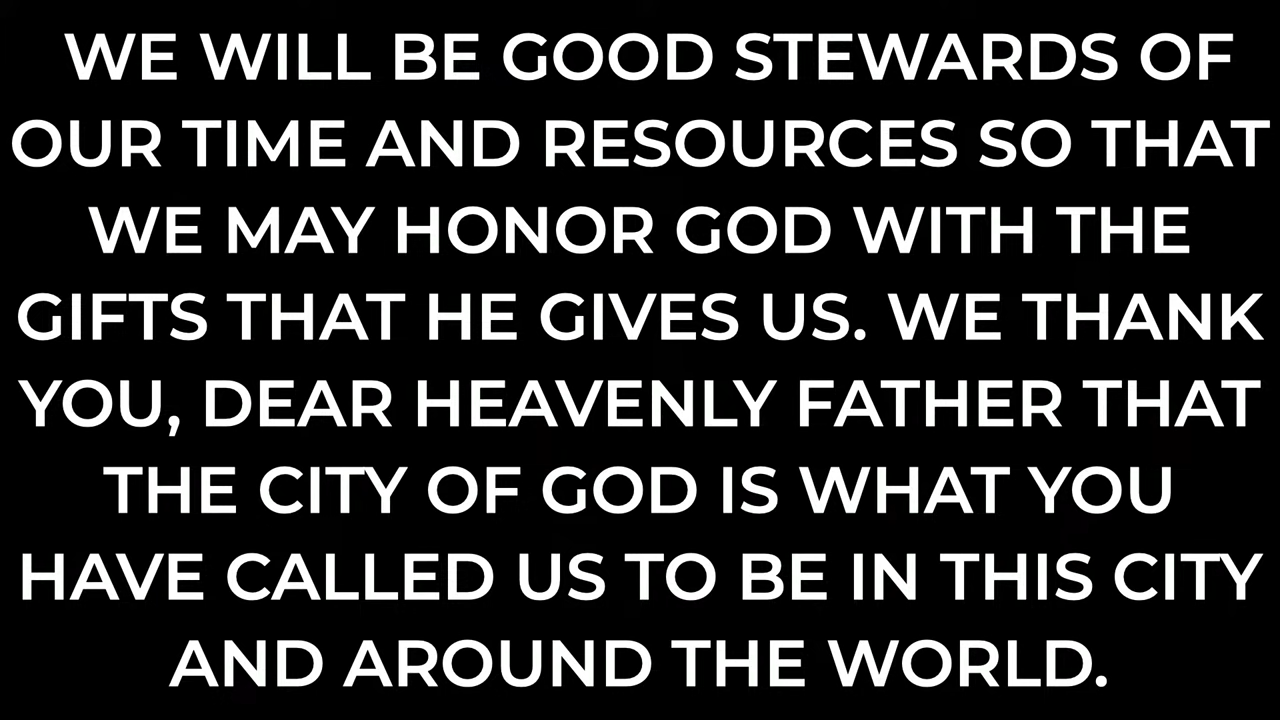 WE WILL BE GOOD STEWARDS OF
OUR TIME AND RESOURCES SO THAT
WE MAY HONOR GOD WITH THE
GIFTS THAT HE GIVES US. WE THANK
YOU, DEAR HEAVENLY FATHER THAT
THE CITY OF GOD IS WHAT YOU
HAVE CALLED US TO BE IN THIS CITY
AND AROUND THE WORLD.